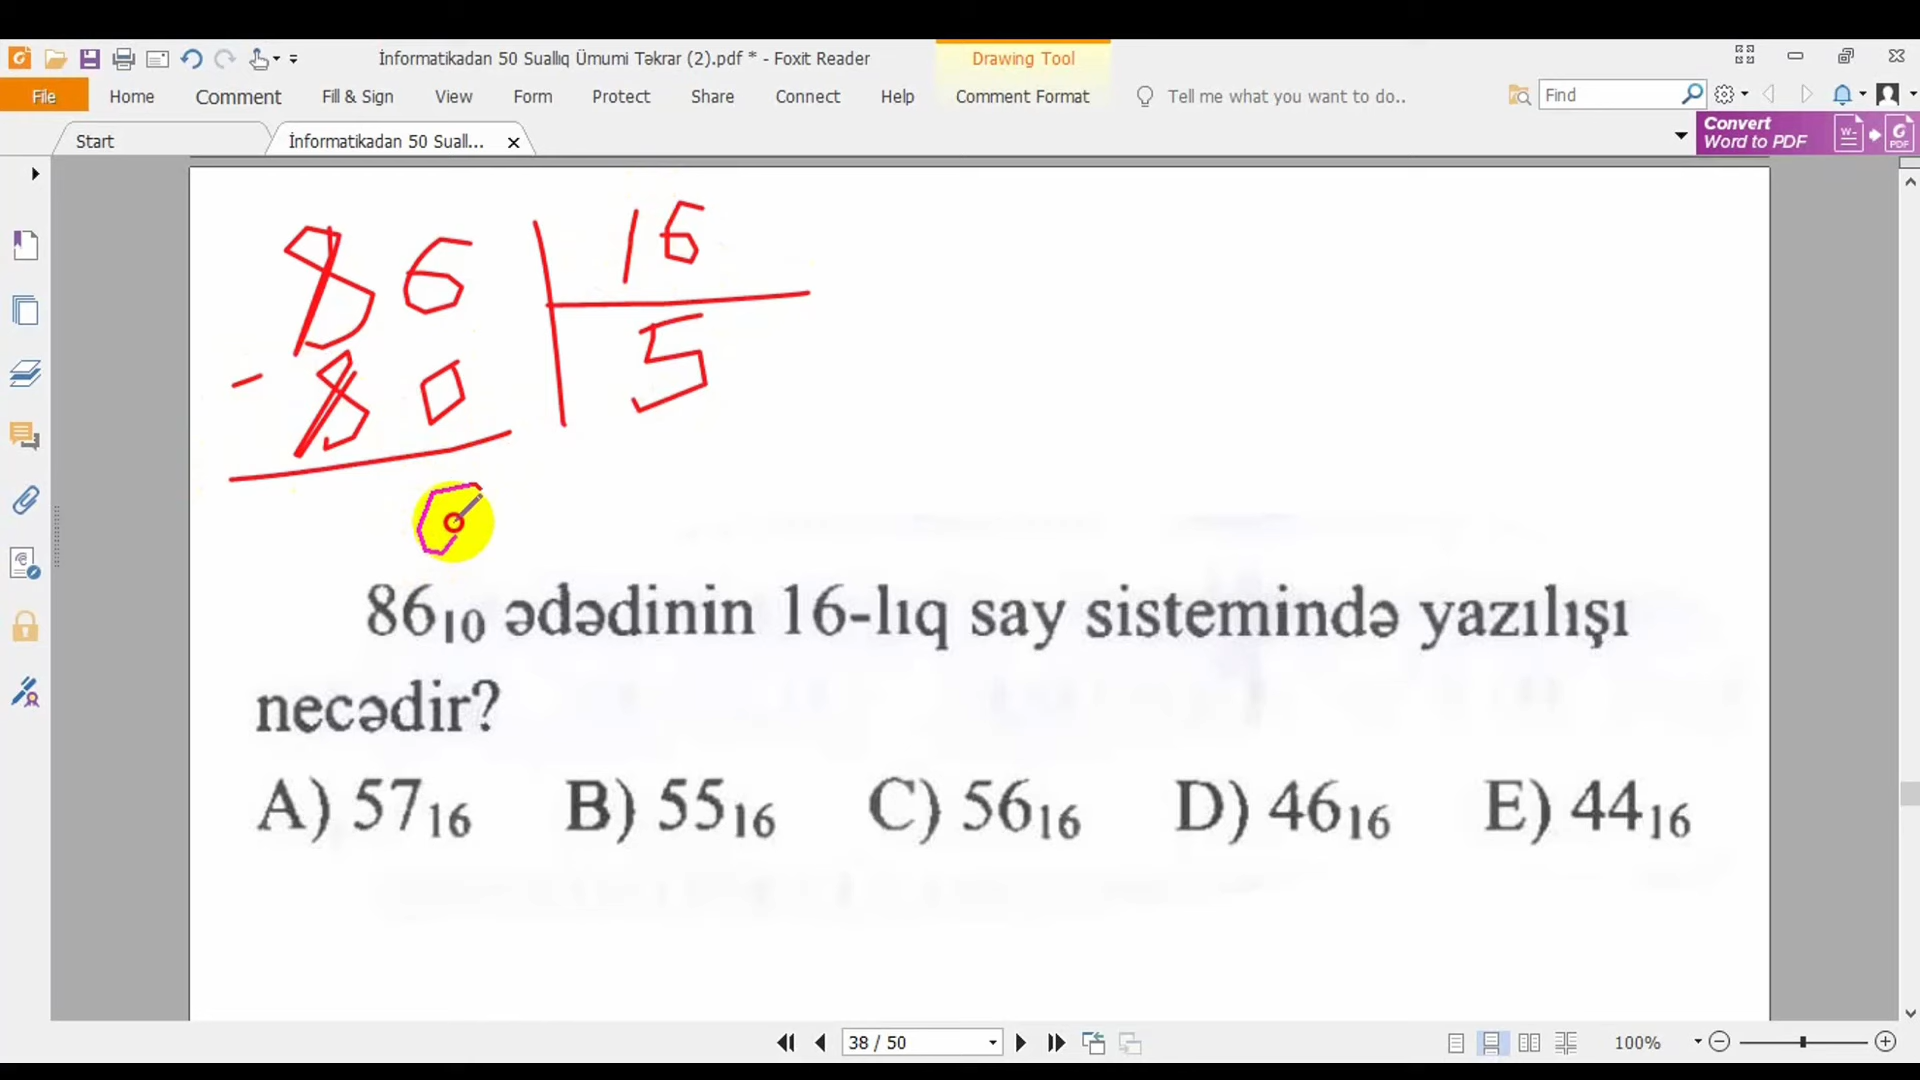 İnformatikadan 50 Suallıq Ümumi Təkrar (2).pdf * - Foxit Reader
Drawing Tool
File Home Comment Fill & Sign View Form Protect Share Connect Help Comment Format Tell me what you want to do.. Find
Start İnformatikadan 50 Suall...
Convert
Word to PDF
86 16
- 80 5
6
86₁₀ ədədinin 16-lıq say sistemində yazılışı
necədir?
A) 57₁₆ B) 55₁₆ C) 56₁₆ D) 46₁₆ E) 44₁₆
38 / 50
100%